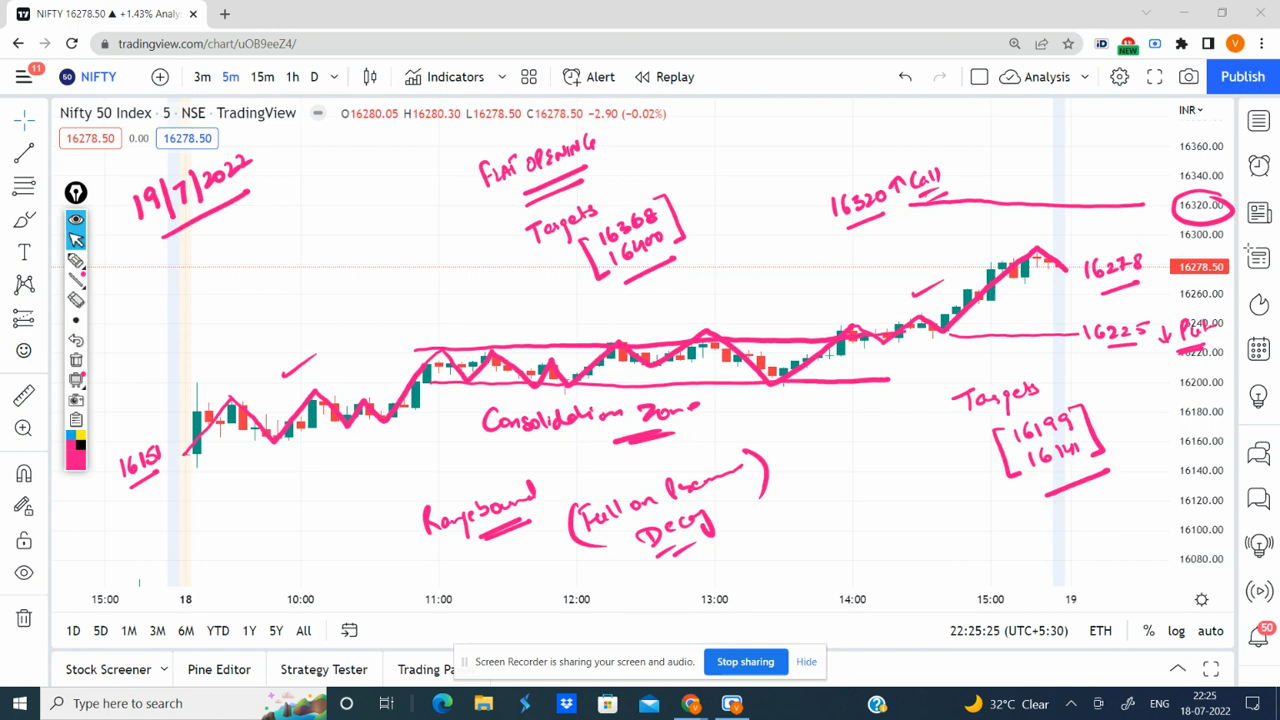 NIFTY 16278.50 ▲ +1.43% Analy
tradingview.com/chart/uOB9eeZ4/
NEW
V
11
50 NIFTY
3m 5m 15m 1h D
Indicators
Alert
Replay
Analysis
Publish
Nifty 50 Index · 5 · NSE · TradingView
O16280.05 H16280.30 L16278.50 C16278.50 −2.90 (−0.02%)
INR
16278.50 0.00 16278.50
19/7/2022
FLAT OPENING
Targets
16368
16400
16320 ↑ Call
16278
16225 ↓ Put
Targets
16199
16141
16151
Consolidation Zone
Rangebound
(Full on Premium
Decay)
16360.00
16340.00
16320.00
16300.00
16278.50
16260.00
16240.00
16220.00
16200.00
16180.00
16160.00
16140.00
16120.00
16100.00
16080.00
15:00 18 10:00 11:00 12:00 13:00 14:00 15:00 19
1D 5D 1M 3M 6M YTD 1Y 5Y All
22:25:25 (UTC+5:30) ETH % log auto
50
Screen Recorder is sharing your screen and audio. Stop sharing Hide
Stock Screener Pine Editor Strategy Tester Trading Pa
Type here to search
32°C Clear
ENG
22:25
18-07-2022